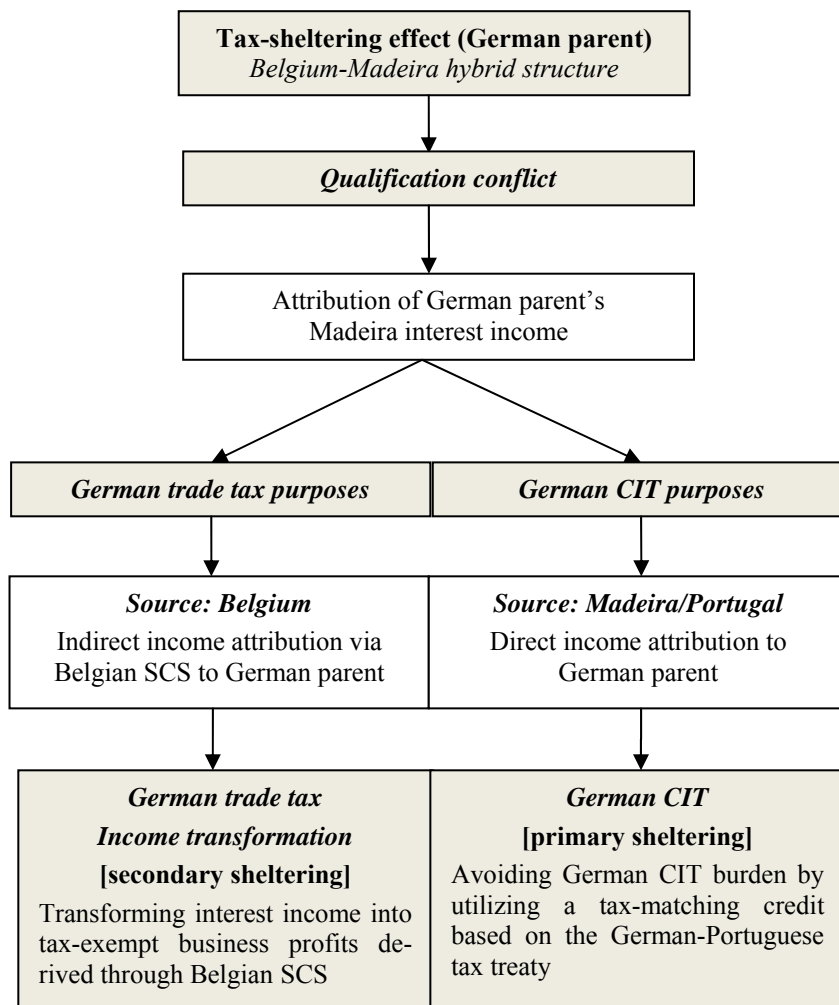 Tax-sheltering effect (German parent)
Belgium-Madeira hybrid structure
Qualification conflict
Attribution of German parent’s
Madeira interest income
German trade tax purposes
German CIT purposes
Source: Belgium
Indirect income attribution via
Belgian SCS to German parent
Source: Madeira/Portugal
Direct income attribution to
German parent
German trade tax
Income transformation
[secondary sheltering]
Transforming interest income into
tax-exempt business profits de-
rived through Belgian SCS
German CIT
[primary sheltering]
Avoiding German CIT burden by
utilizing a tax-matching credit
based on the German-Portuguese
tax treaty